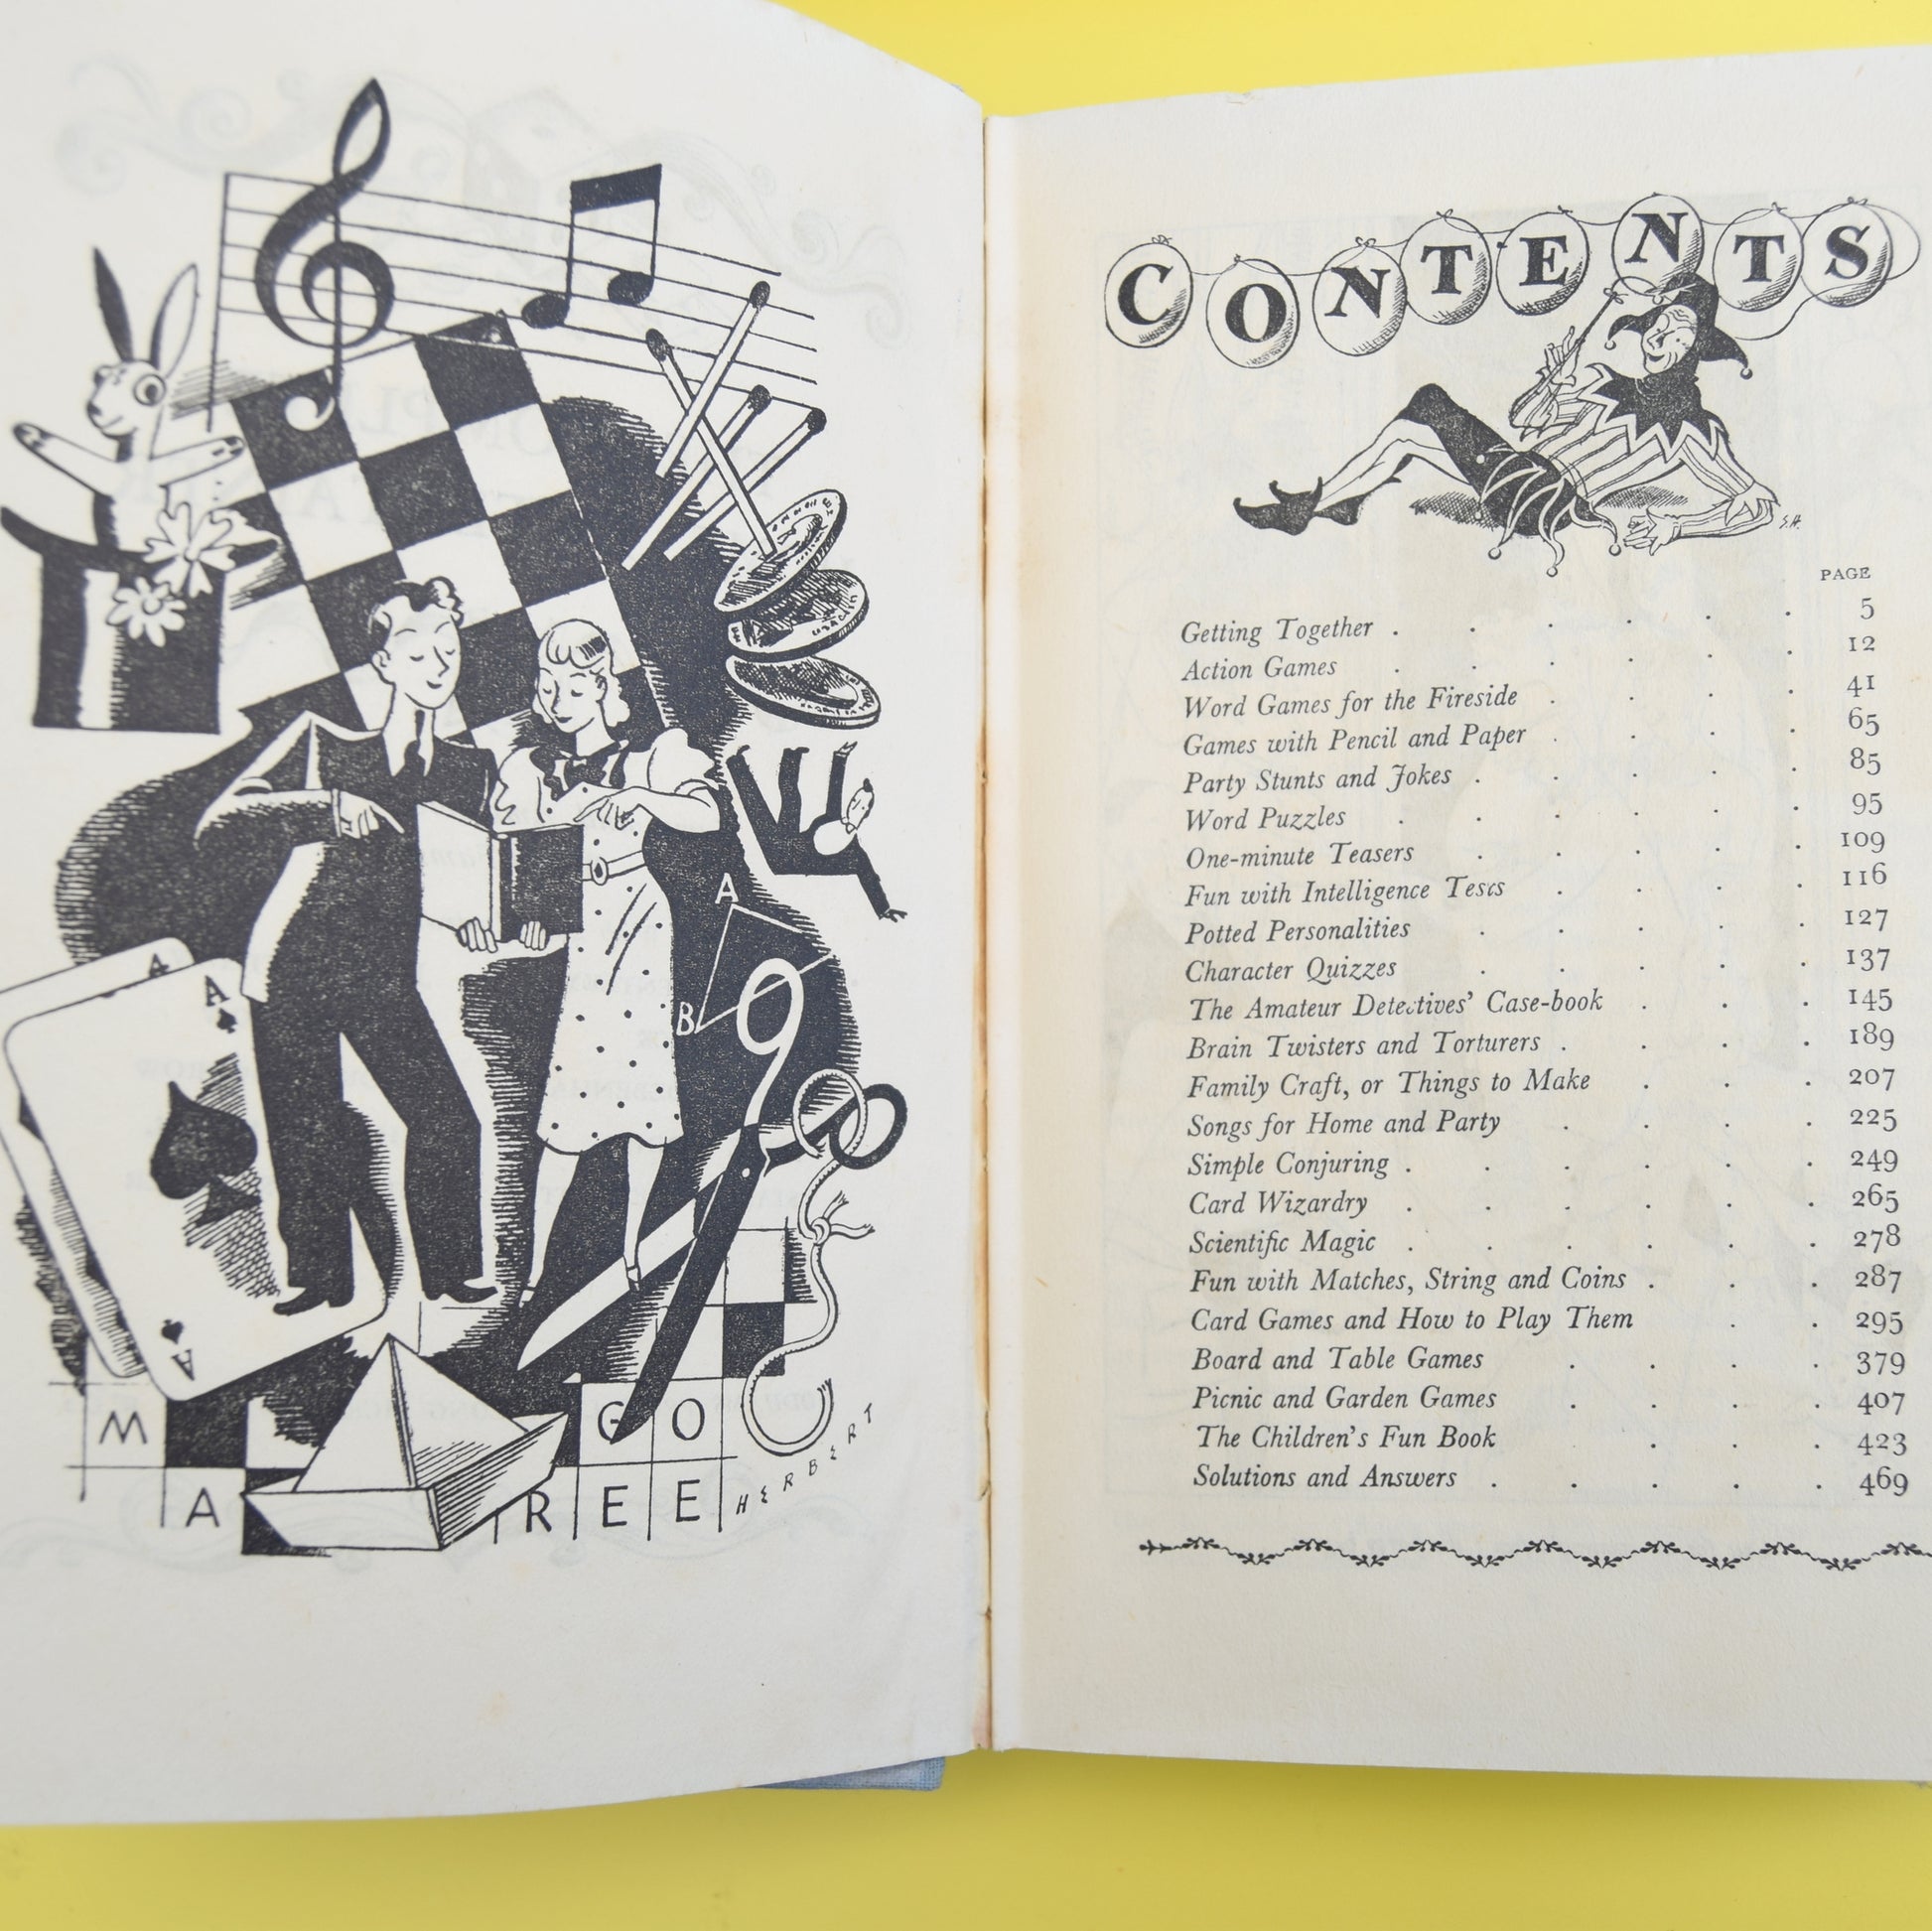 A
A
A
A
B
M
G O
A
R E E
HERBERT
CONTENTS
S.H.
PAGE
Getting Together . . . . . . 5
Action Games . . . . . . 12
Word Games for the Fireside . . . . 41
Games with Pencil and Paper . . . . 65
Party Stunts and Jokes . . . . . 85
Word Puzzles . . . . . . 95
One-minute Teasers . . . . . 109
Fun with Intelligence Tests . . . . 116
Potted Personalities . . . . . 127
Character Quizzes . . . . . 137
The Amateur Detectives' Case-book . . . 145
Brain Twisters and Torturers . . . . 189
Family Craft, or Things to Make . . . 207
Songs for Home and Party . . . . 225
Simple Conjuring . . . . . . 249
Card Wizardry . . . . . . 265
Scientific Magic . . . . . . 278
Fun with Matches, String and Coins . . . 287
Card Games and How to Play Them . . 295
Board and Table Games . . . . 379
Picnic and Garden Games . . . . 407
The Children's Fun Book . . . 423
Solutions and Answers . . . . . 469